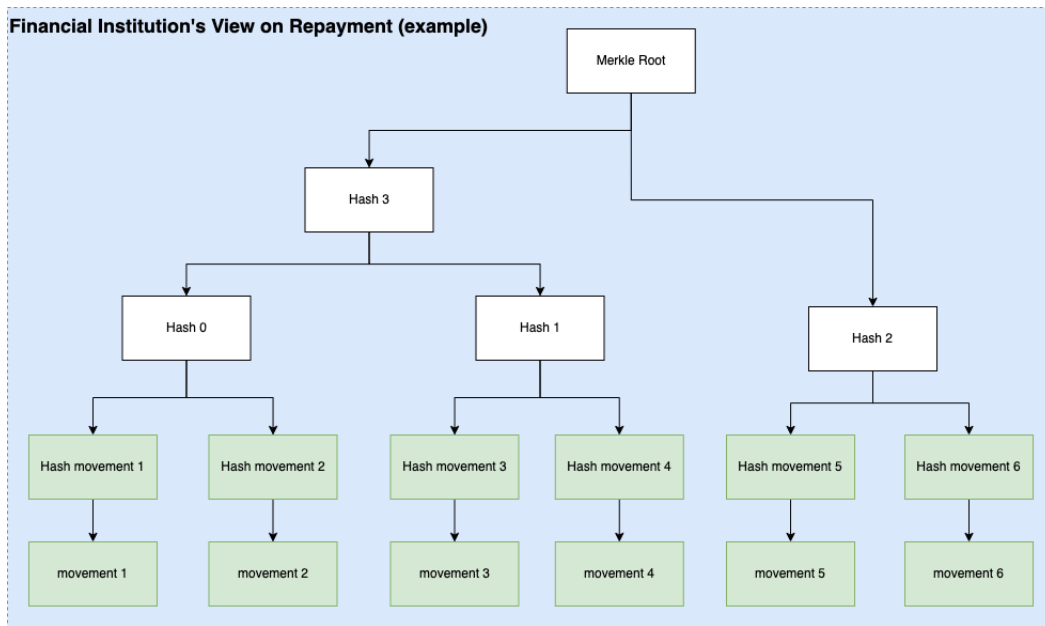 Financial Institution's View on Repayment (example)
Merkle Root
Hash 3
Hash 0
Hash 1
Hash 2
Hash movement 1
Hash movement 2
Hash movement 3
Hash movement 4
Hash movement 5
Hash movement 6
movement 1
movement 2
movement 3
movement 4
movement 5
movement 6